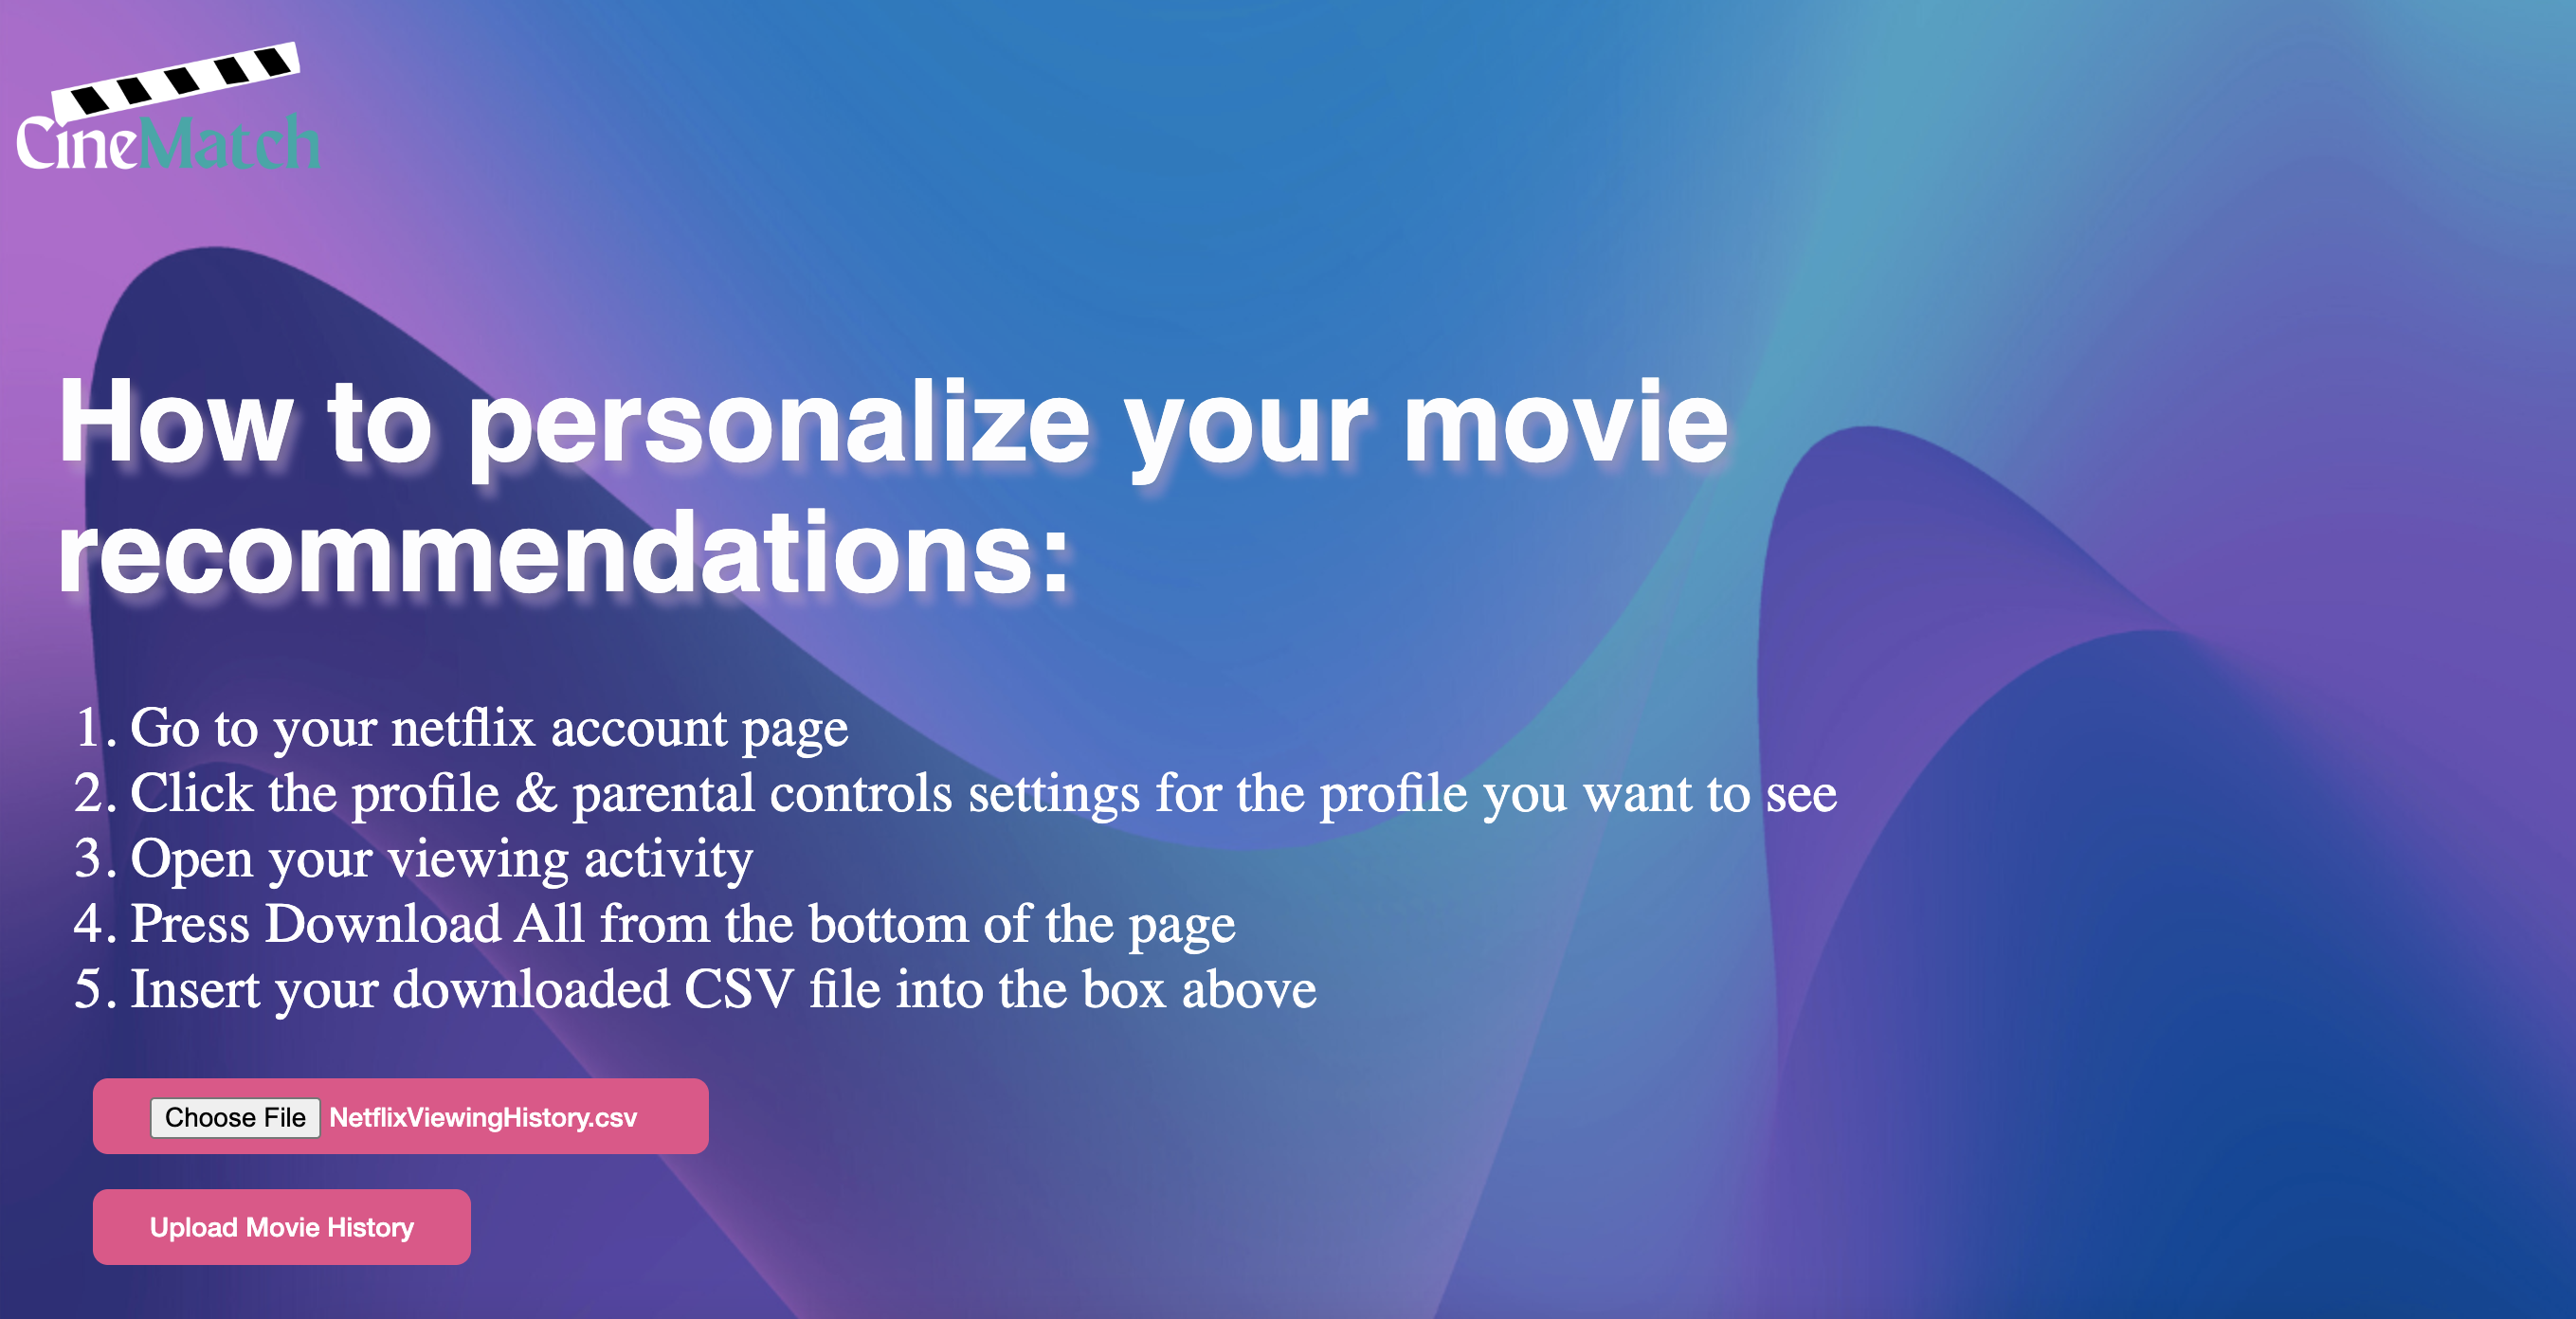 CineMatch
How to personalize your movie
recommendations:
1. Go to your netflix account page
2. Click the profile & parental controls settings for the profile you want to see
3. Open your viewing activity
4. Press Download All from the bottom of the page
5. Insert your downloaded CSV file into the box above
Choose File NetflixViewingHistory.csv
Upload Movie History